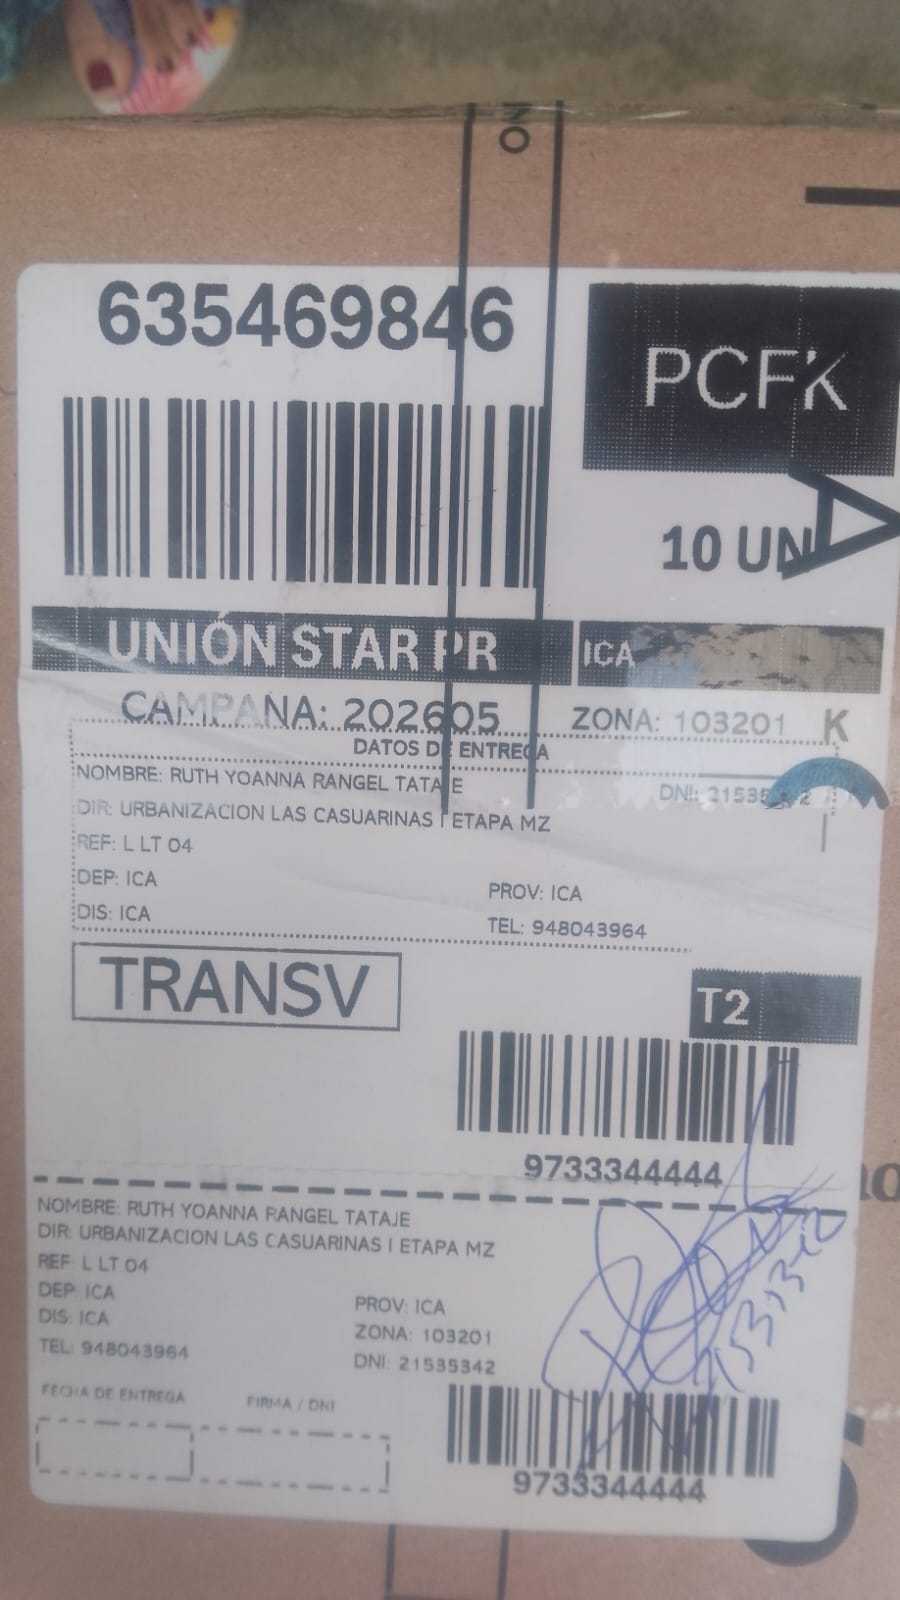 635469846
PCFK
10 UN
UNIÓN STAR PR
ICA
CAMPAÑA: 202605
ZONA: 103201 K
DATOS DE ENTREGA
NOMBRE: RUTH YOANNA RANGEL TATAJE
DNI: 21535
DIR: URBANIZACION LAS CASUARINAS I ETAPA MZ
REF: L LT 04
DEP: ICA
PROV: ICA
DIS: ICA
TEL: 948043964
TRANSV
T2
9733344444
NOMBRE: RUTH YOANNA RANGEL TATAJE
DIR: URBANIZACION LAS CASUARINAS I ETAPA MZ
REF: L LT 04
DEP: ICA
PROV: ICA
DIS: ICA
ZONA: 103201
TEL: 948043964
DNI: 21535342
FECHA DE ENTREGA
FIRMA / DNI
9733344444